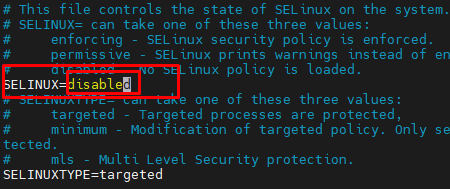 # This file controls the state of SELinux on the system.
# SELINUX= can take one of these three values:
#     enforcing - SELinux security policy is enforced.
#     permissive - SELinux prints warnings instead of en
#     disabled - No SELinux policy is loaded.
SELINUX=disabled
# SELINUXTYPE= can take one of these three values:
#     targeted - Targeted processes are protected,
#     minimum - Modification of targeted policy. Only se
tected.
#     mls - Multi Level Security protection.
SELINUXTYPE=targeted